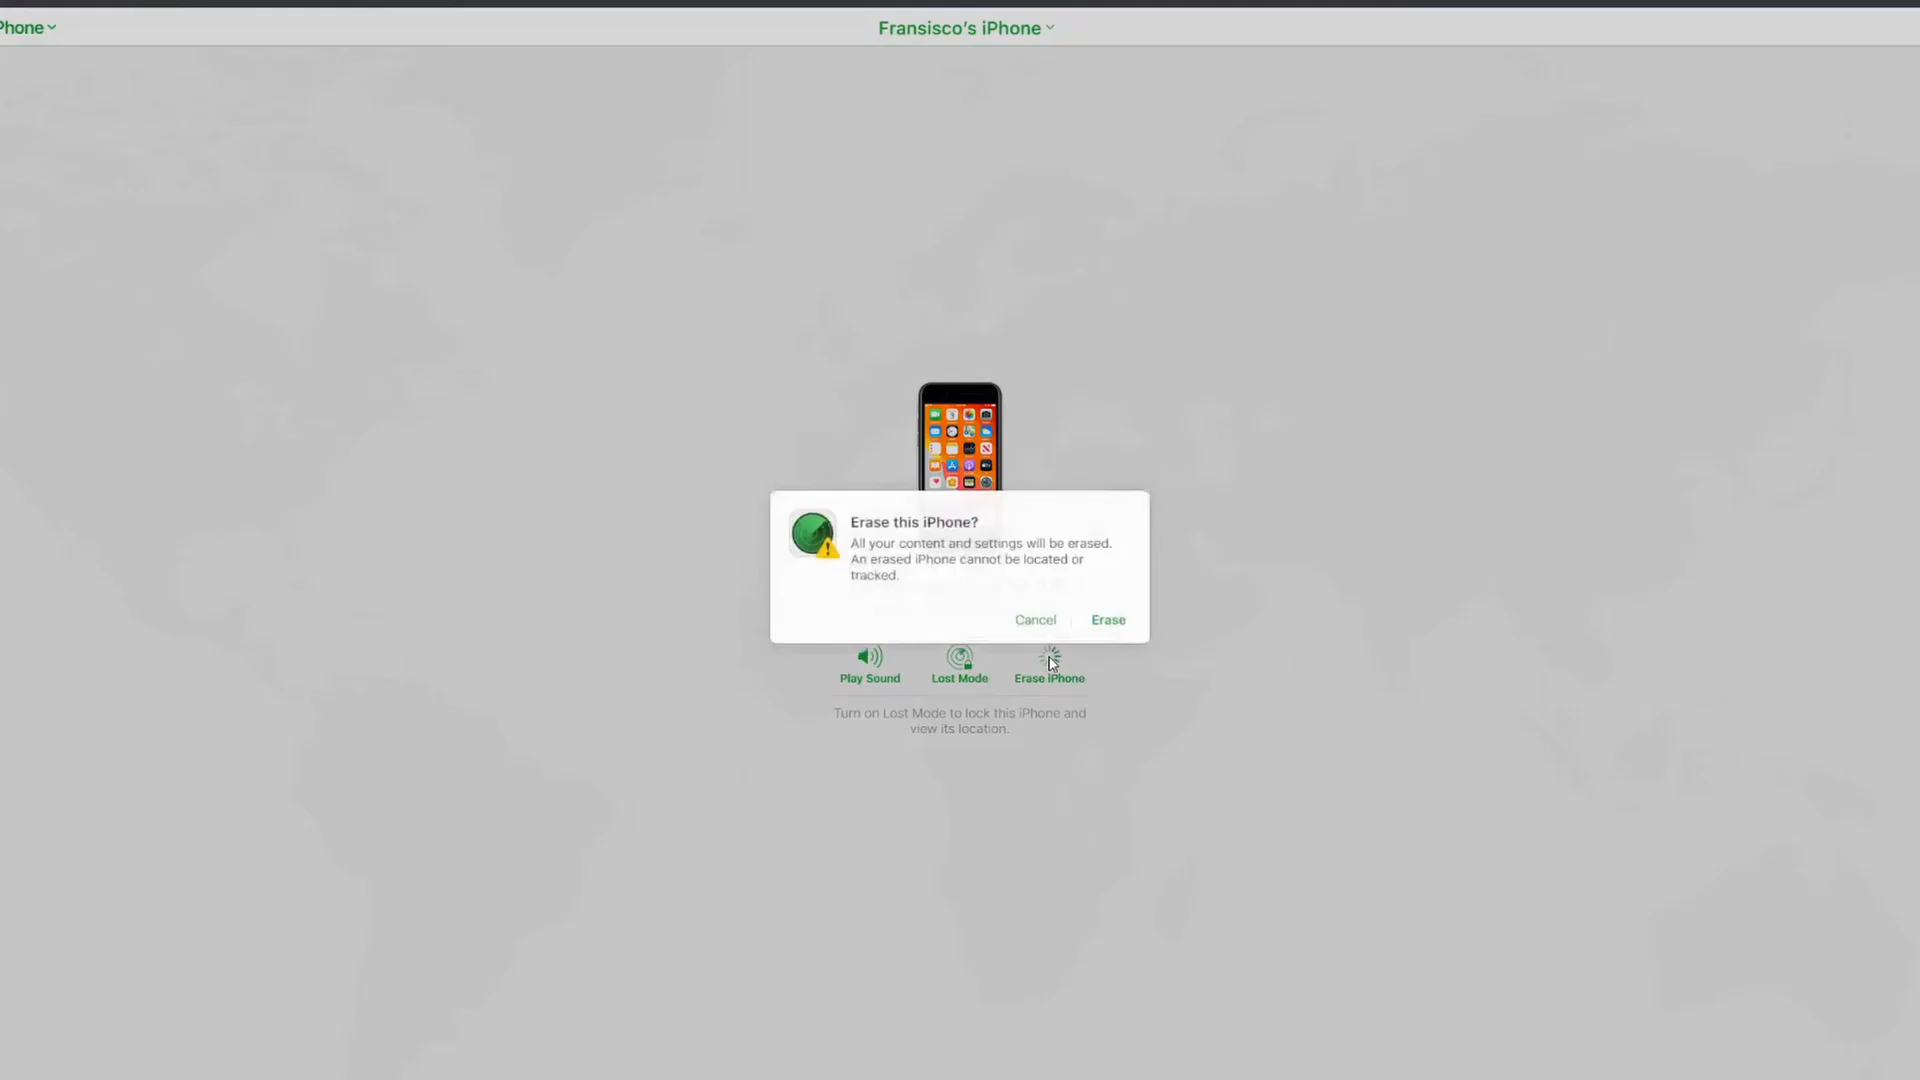 Phone
Fransisco's iPhone
Erase this iPhone?
All your content and settings will be erased.
An erased iPhone cannot be located or
tracked.
Cancel
Erase
Play Sound
Lost Mode
Erase iPhone
Turn on Lost Mode to lock this iPhone and
view its location.